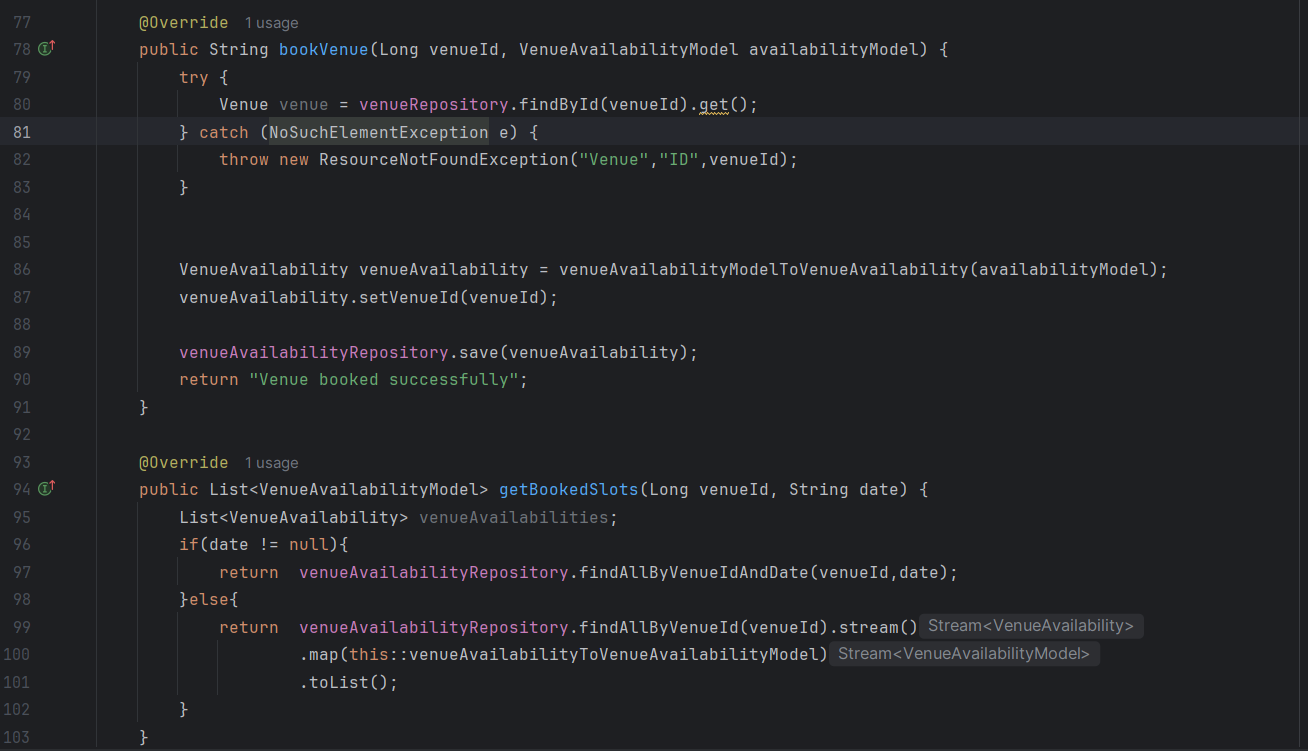 77 @Override 1 usage
78 public String bookVenue(Long venueId, VenueAvailabilityModel availabilityModel) {
79 try {
80 Venue venue = venueRepository.findById(venueId).get();
81 } catch (NoSuchElementException e) {
82 throw new ResourceNotFoundException("Venue","ID",venueId);
83 }
84
85
86 VenueAvailability venueAvailability = venueAvailabilityModelToVenueAvailability(availabilityModel);
87 venueAvailability.setVenueId(venueId);
88
89 venueAvailabilityRepository.save(venueAvailability);
90 return "Venue booked successfully";
91 }
92
93 @Override 1 usage
94 public List<VenueAvailabilityModel> getBookedSlots(Long venueId, String date) {
95 List<VenueAvailability> venueAvailabilities;
96 if(date != null){
97 return  venueAvailabilityRepository.findAllByVenueIdAndDate(venueId,date);
98 }else{
99 return  venueAvailabilityRepository.findAllByVenueId(venueId).stream() Stream<VenueAvailability>
100 .map(this::venueAvailabilityToVenueAvailabilityModel) Stream<VenueAvailabilityModel>
101 .toList();
102 }
103 }